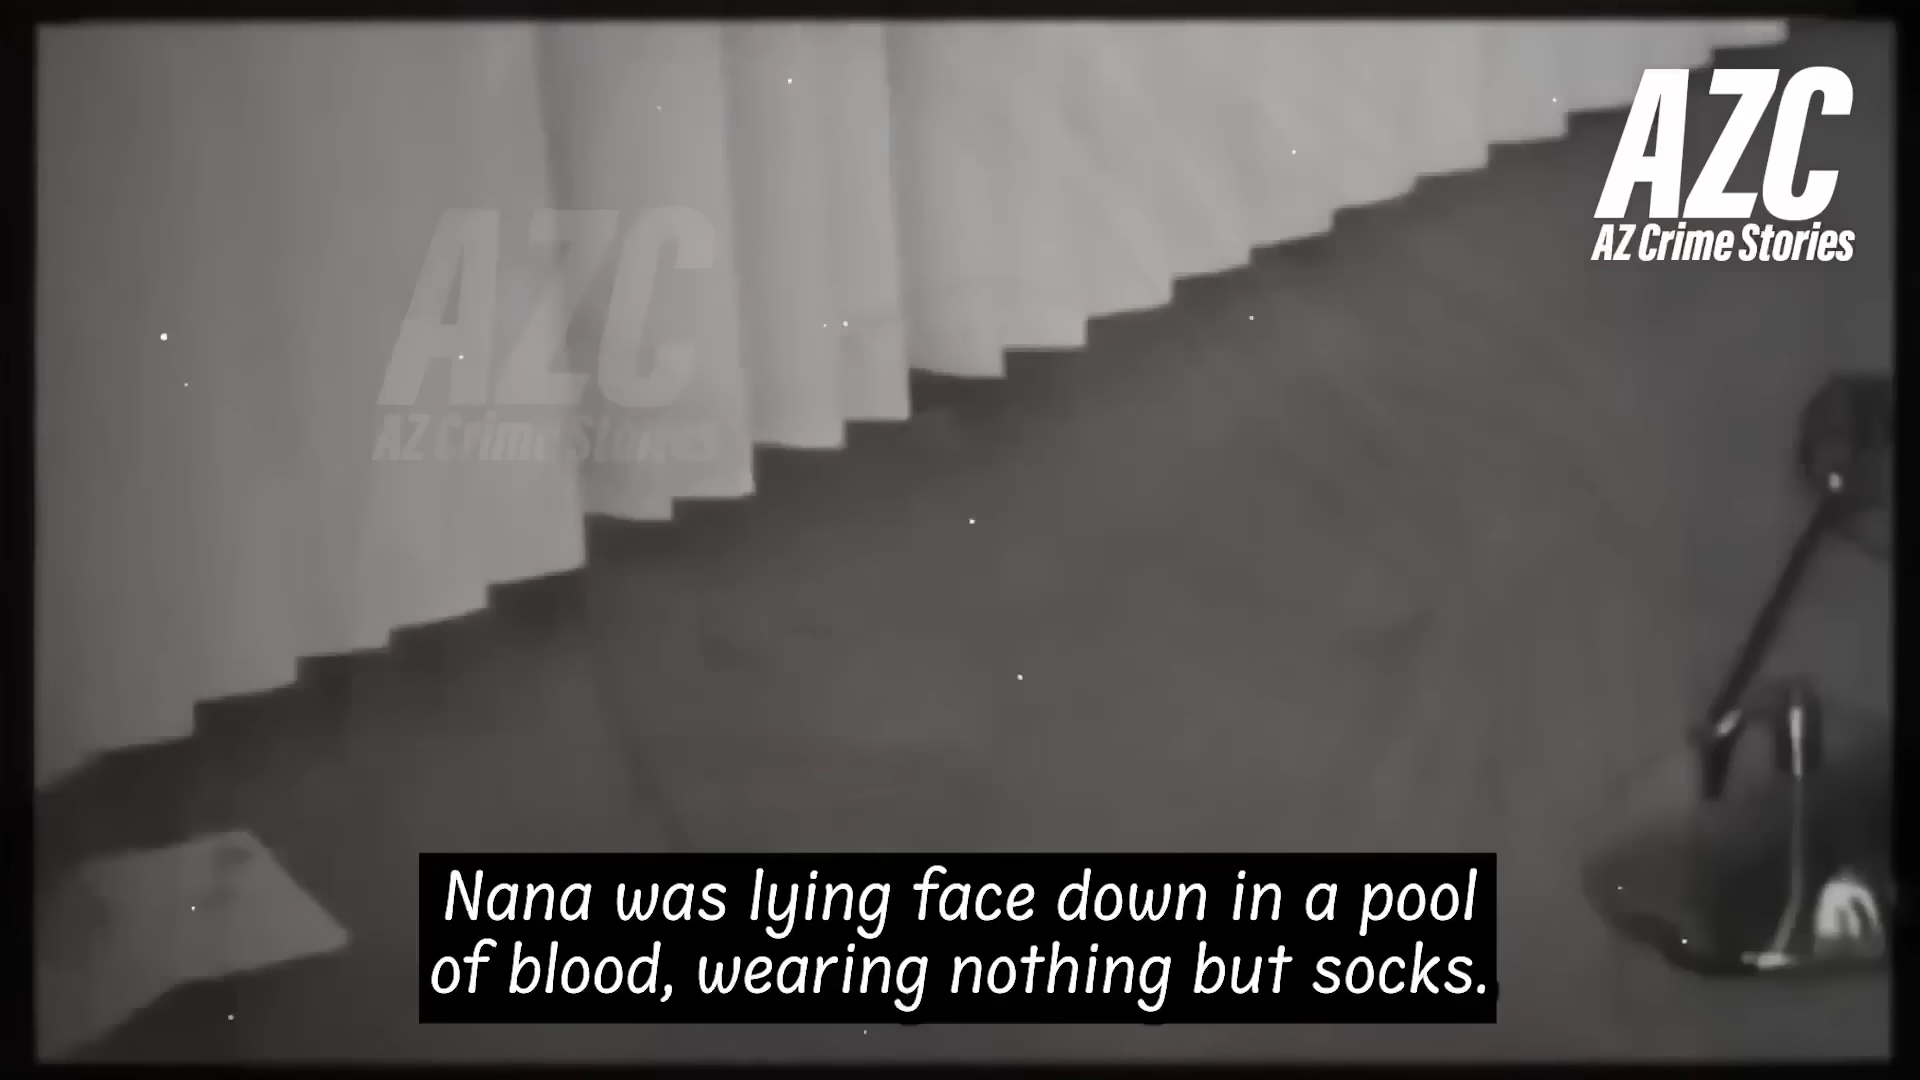 AZC
AZ Crime Stories
AZC
AZ Crime Stories
Nana was lying face down in a pool
of blood, wearing nothing but socks.